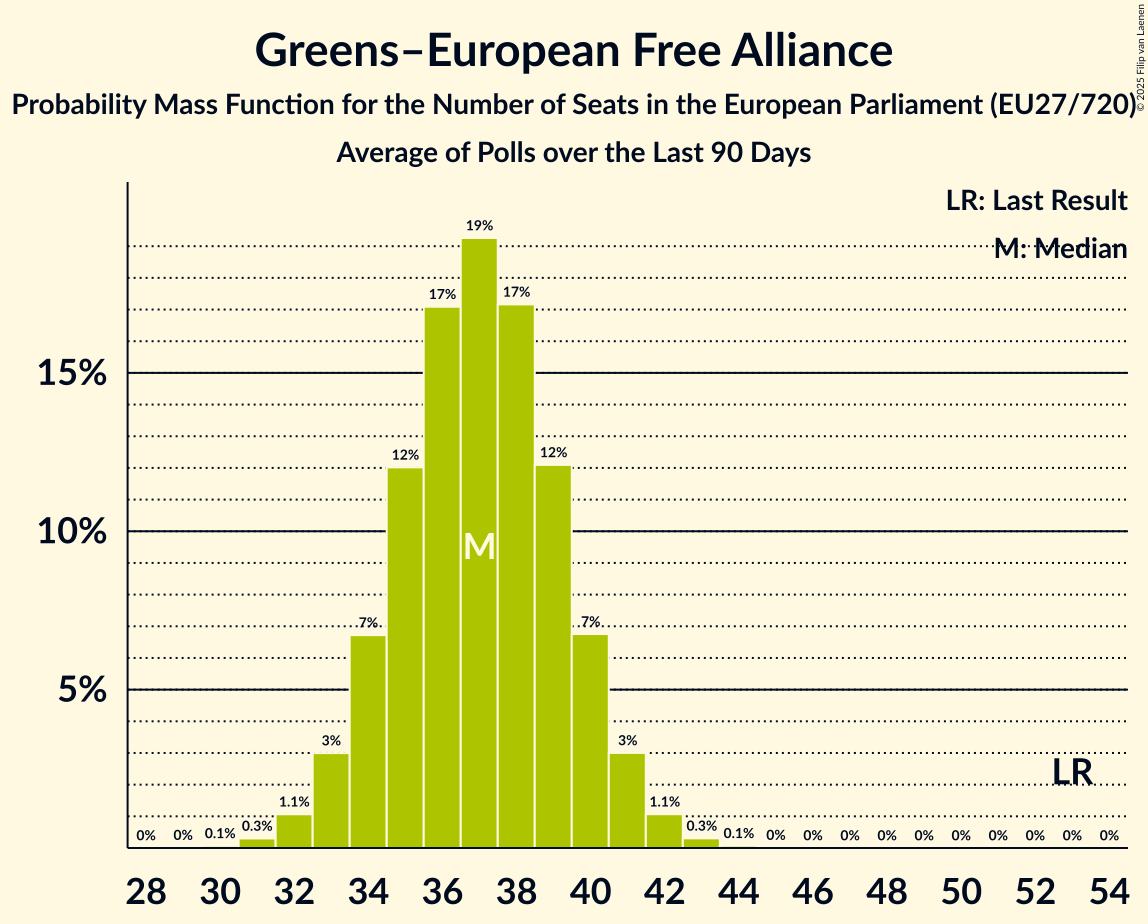 Greens–European Free Alliance
Probability Mass Function for the Number of Seats in the European Parliament (EU27/720)
Average of Polls over the Last 90 Days
© 2025 Filip van Laenen
LR: Last Result
M: Median
15%
10%
5%
0% 0% 0.1% 0.3% 1.1% 3% 7% 12% 17% 19% 17% 12% 7% 3% 1.1% 0.3% 0.1% 0% 0% 0% 0% 0% 0% 0% 0% 0% 0%
M
LR
28 30 32 34 36 38 40 42 44 46 48 50 52 54